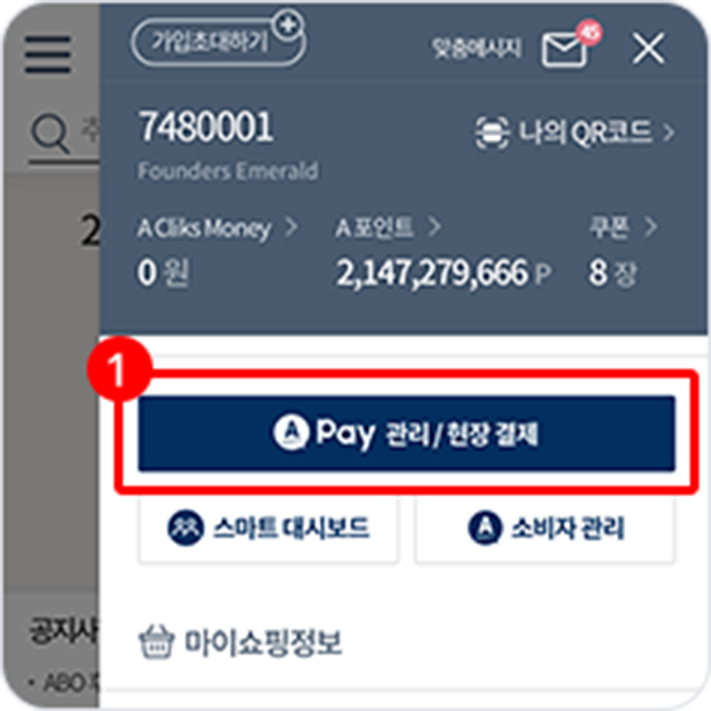 가입초대하기
맞춤메시지 45
추
7480001
나의 QR코드
Founders Emerald
2
A Cliks Money
A 포인트
쿠폰
0 원
2,147,279,666 P
8 장
1
A Pay 관리 / 현장 결제
스마트 대시보드
A 소비자 관리
공지사
마이쇼핑정보
• ABO